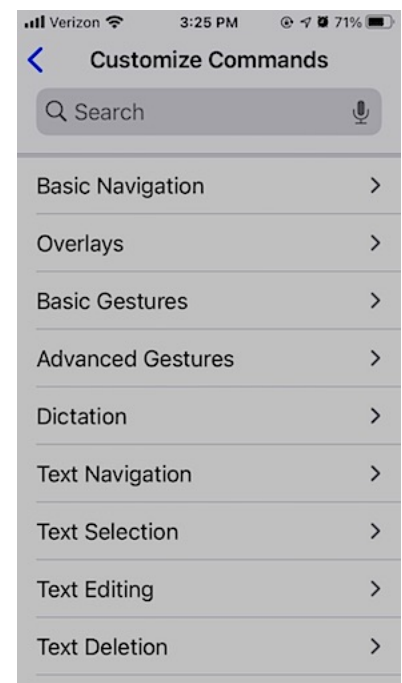 Verizon 3:25 PM 71%
Customize Commands
Search
Basic Navigation
Overlays
Basic Gestures
Advanced Gestures
Dictation
Text Navigation
Text Selection
Text Editing
Text Deletion